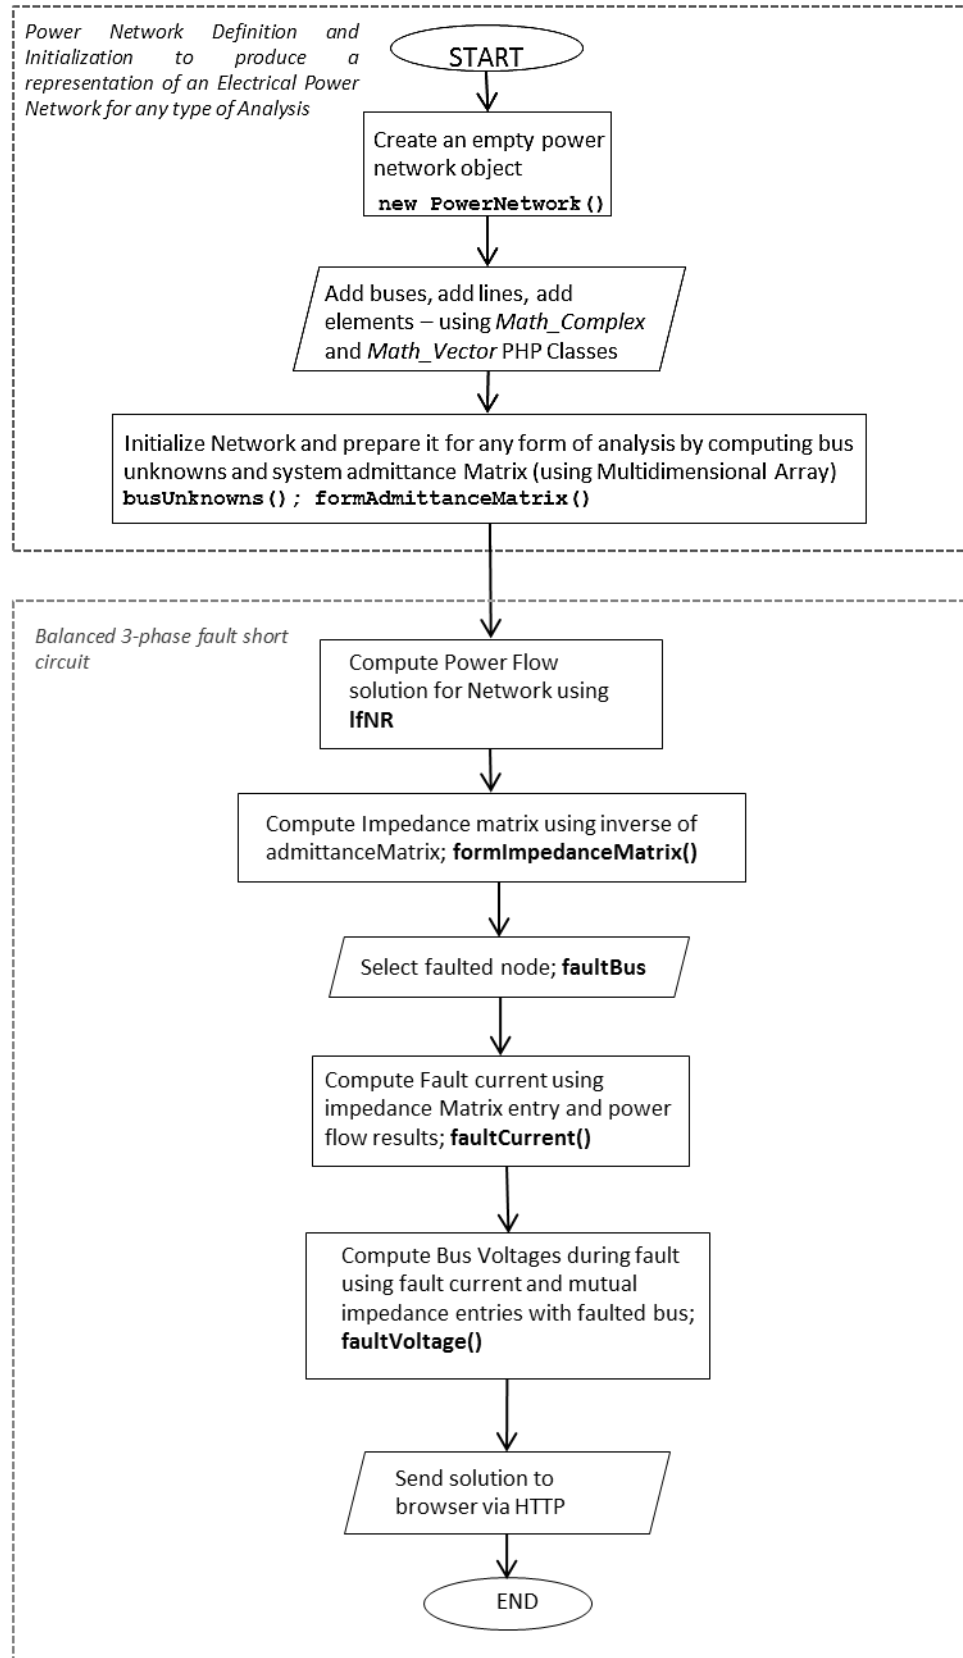 Power Network Definition and
Initialization to produce a
representation of an Electrical Power
Network for any type of Analysis
START
Create an empty power
network object
new PowerNetwork()
Add buses, add lines, add
elements – using Math_Complex
and Math_Vector PHP Classes
Initialize Network and prepare it for any form of analysis by computing bus
unknowns and system admittance Matrix (using Multidimensional Array)
busUnknowns(); formAdmittanceMatrix()
Balanced 3-phase fault short
circuit
Compute Power Flow
solution for Network using
lfNR
Compute Impedance matrix using inverse of
admittanceMatrix; formImpedanceMatrix()
Select faulted node; faultBus
Compute Fault current using
impedance Matrix entry and power
flow results; faultCurrent()
Compute Bus Voltages during fault
using fault current and mutual
impedance entries with faulted bus;
faultVoltage()
Send solution to
browser via HTTP
END